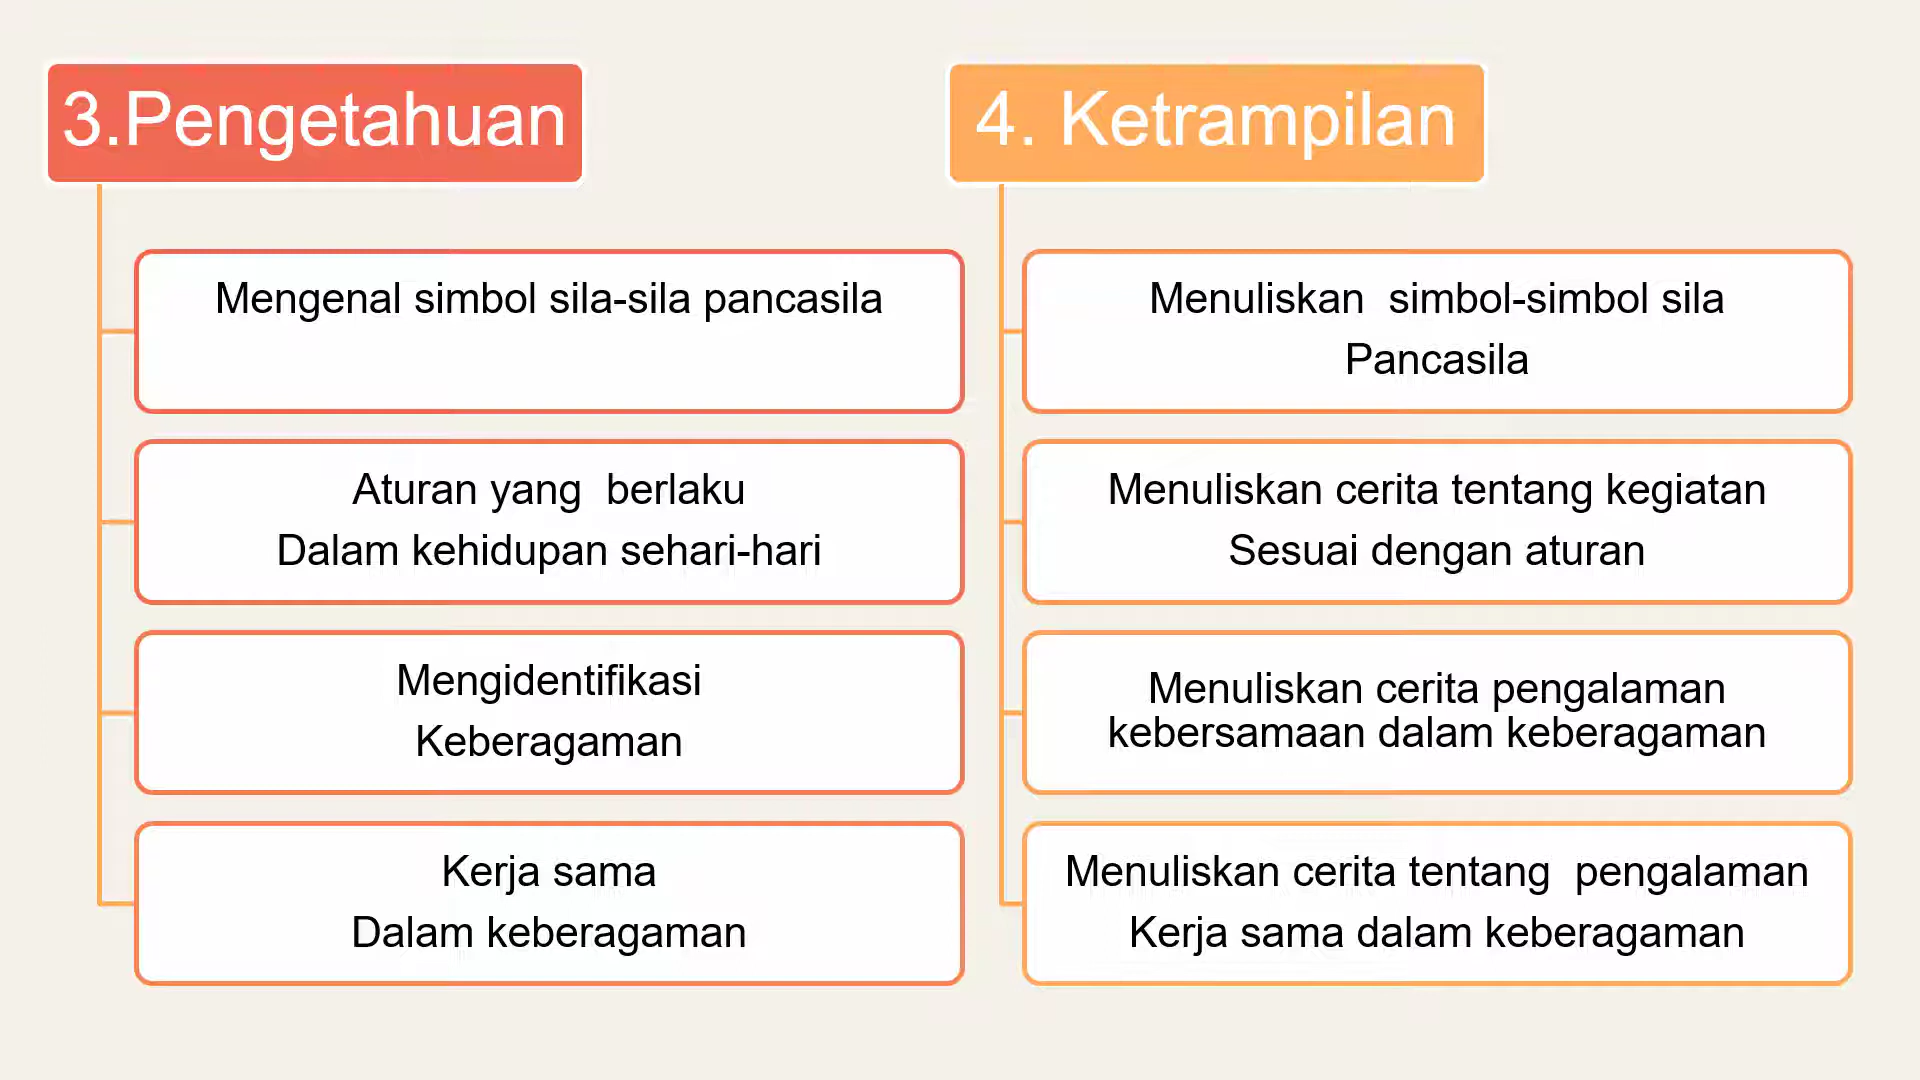 3.Pengetahuan
Mengenal simbol sila-sila pancasila
Aturan yang  berlaku
Dalam kehidupan sehari-hari
Mengidentifikasi
Keberagaman
Kerja sama
Dalam keberagaman
4. Ketrampilan
Menuliskan  simbol-simbol sila
Pancasila
Menuliskan cerita tentang kegiatan
Sesuai dengan aturan
Menuliskan cerita pengalaman
kebersamaan dalam keberagaman
Menuliskan cerita tentang  pengalaman
Kerja sama dalam keberagaman